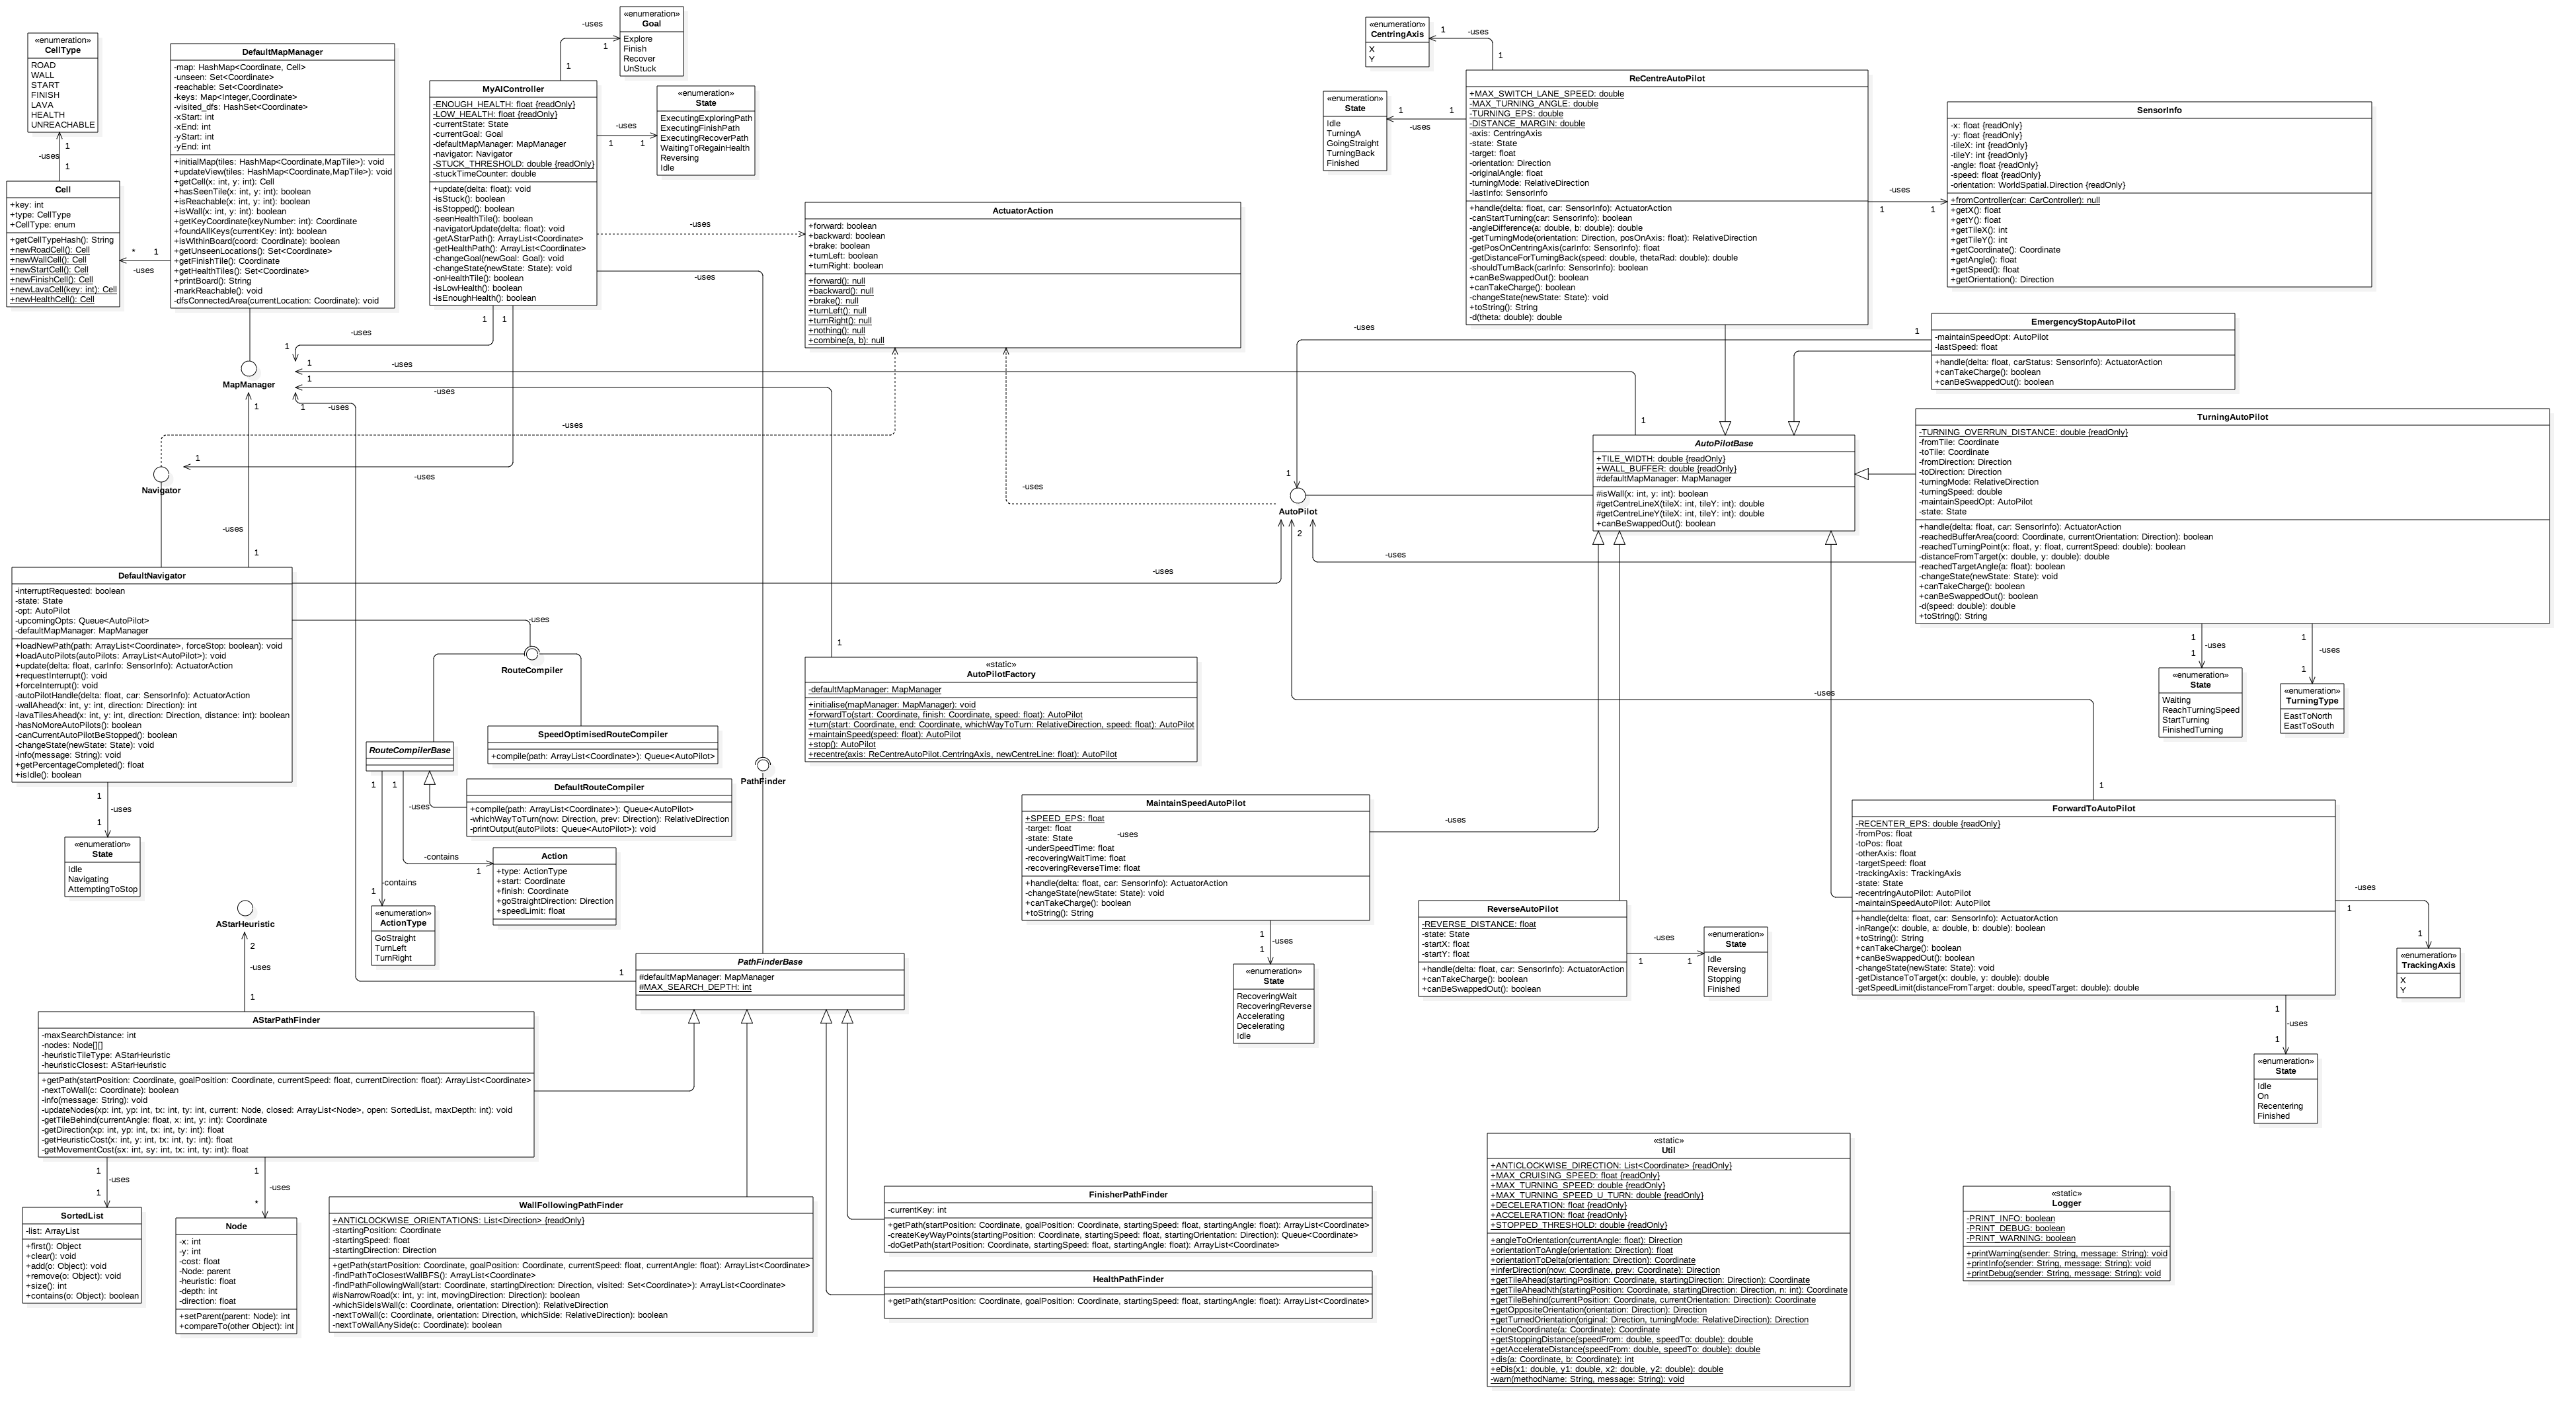 «enumeration»
CellType
ROAD
WALL
START
FINISH
LAVA
HEALTH
UNREACHABLE
1
-uses
1
Cell
+key: int
+type: CellType
+CellType: enum
+getCellTypeHash(): String
+newRoadCell(): Cell
+newWallCell(): Cell
+newStartCell(): Cell
+newFinishCell(): Cell
+newLavaCell(key: int): Cell
+newHealthCell(): Cell
*
1
-uses
DefaultMapManager
-map: HashMap<Coordinate, Cell>
-unseen: Set<Coordinate>
-reachable: Set<Coordinate>
-keys: Map<Integer,Coordinate>
-visited_dfs: HashSet<Coordinate>
-xStart: int
-xEnd: int
-yStart: int
-yEnd: int
+initialMap(tiles: HashMap<Coordinate,MapTile>): void
+updateView(tiles: HashMap<Coordinate,MapTile>): void
+getCell(x: int, y: int): Cell
+hasSeenTile(x: int, y: int): boolean
+isReachable(x: int, y: int): boolean
+isWall(x: int, y: int): boolean
+getKeyCoordinate(keyNumber: int): Coordinate
+foundAllKeys(currentKey: int): boolean
+isWithinBoard(coord: Coordinate): boolean
+getUnseenLocations(): Set<Coordinate>
+getFinishTile(): Coordinate
+getHealthTiles(): Set<Coordinate>
+printBoard(): String
-markReachable(): void
-dfsConnectedArea(currentLocation: Coordinate): void
MyAIController
-ENOUGH_HEALTH: float {readOnly}
-LOW_HEALTH: float {readOnly}
-currentState: State
-currentGoal: Goal
-defaultMapManager: MapManager
-navigator: Navigator
-STUCK_THRESHOLD: double {readOnly}
-stuckTimeCounter: double
+update(delta: float): void
-isStuck(): boolean
-isStopped(): boolean
-seenHealthTile(): boolean
-navigatorUpdate(delta: float): void
-getAStarPath(): ArrayList<Coordinate>
-getHealthPath(): ArrayList<Coordinate>
-changeGoal(newGoal: Goal): void
-changeState(newState: State): void
-onHealthTile(): boolean
-isLowHealth(): boolean
-isEnoughHealth(): boolean
-uses
1
1
«enumeration»
Goal
Explore
Finish
Recover
UnStuck
«enumeration»
State
ExecutingExploringPath
ExecutingFinishPath
ExecutingRecoverPath
WaitingToRegainHealth
Reversing
Idle
-uses
1
1
-uses
-uses
ActuatorAction
+forward: boolean
+backward: boolean
+brake: boolean
+turnLeft: boolean
+turnRight: boolean
+forward(): null
+backward(): null
+brake(): null
+turnLeft(): null
+turnRight(): null
+nothing(): null
+combine(a, b): null
«enumeration»
CentringAxis
X
Y
1
-uses
1
«enumeration»
State
Idle
TurningA
GoingStraight
TurningBack
Finished
1
1
-uses
ReCentreAutoPilot
+MAX_SWITCH_LANE_SPEED: double
-MAX_TURNING_ANGLE: double
-TURNING_EPS: double
-DISTANCE_MARGIN: double
-axis: CentringAxis
-state: State
-target: float
-orientation: Direction
-originalAngle: float
-turningMode: RelativeDirection
-lastInfo: SensorInfo
+handle(delta: float, car: SensorInfo): ActuatorAction
-canStartTurning(car: SensorInfo): boolean
-angleDifference(a: double, b: double): double
-getTurningMode(orientation: Direction, posOnAxis: float): RelativeDirection
-getPosOnCentringAxis(carInfo: SensorInfo): float
-getDistanceForTurningBack(speed: double, thetaRad: double): double
-shouldTurnBack(carInfo: SensorInfo): boolean
+canBeSwappedOut(): boolean
+canTakeCharge(): boolean
-changeState(newState: State): void
+toString(): String
-d(theta: double): double
-uses
1
1
SensorInfo
-x: float {readOnly}
-y: float {readOnly}
-tileX: int {readOnly}
-tileY: int {readOnly}
-angle: float {readOnly}
-speed: float {readOnly}
-orientation: WorldSpatial.Direction {readOnly}
+fromController(car: CarController): null
+getX(): float
+getY(): float
+getTileX(): int
+getTileY(): int
+getCoordinate(): Coordinate
+getAngle(): float
+getSpeed(): float
+getOrientation(): Direction
EmergencyStopAutoPilot
-maintainSpeedOpt: AutoPilot
-lastSpeed: float
+handle(delta: float, carStatus: SensorInfo): ActuatorAction
+canTakeCharge(): boolean
+canBeSwappedOut(): boolean
1
-uses
1
1
-uses
1
MapManager
1
-uses
1
-uses
1
-uses
1
1
-uses
1
1
-uses
1
Navigator
-uses
1
-uses
1
AutoPilot
2
-uses
AutoPilotBase
+TILE_WIDTH: double {readOnly}
+WALL_BUFFER: double {readOnly}
#defaultMapManager: MapManager
#isWall(x: int, y: int): boolean
#getCentreLineX(tileX: int, tileY: int): double
#getCentreLineY(tileX: int, tileY: int): double
+canBeSwappedOut(): boolean
TurningAutoPilot
-TURNING_OVERRUN_DISTANCE: double {readOnly}
-fromTile: Coordinate
-toTile: Coordinate
-fromDirection: Direction
-toDirection: Direction
-turningMode: RelativeDirection
-turningSpeed: double
-maintainSpeedOpt: AutoPilot
-state: State
+handle(delta: float, car: SensorInfo): ActuatorAction
-reachedBufferArea(coord: Coordinate, currentOrientation: Direction): boolean
-reachedTurningPoint(x: float, y: float, currentSpeed: double): boolean
-distanceFromTarget(x: double, y: double): double
-reachedTargetAngle(a: float): boolean
-changeState(newState: State): void
+canTakeCharge(): boolean
+canBeSwappedOut(): boolean
-d(speed: double): double
+toString(): String
1
-uses
1
1
-uses
1
«enumeration»
State
Waiting
ReachTurningSpeed
StartTurning
FinishedTurning
«enumeration»
TurningType
EastToNorth
EastToSouth
DefaultNavigator
-interruptRequested: boolean
-state: State
-opt: AutoPilot
-upcomingOpts: Queue<AutoPilot>
-defaultMapManager: MapManager
+loadNewPath(path: ArrayList<Coordinate>, forceStop: boolean): void
+loadAutoPilots(autoPilots: ArrayList<AutoPilot>): void
+update(delta: float, carInfo: SensorInfo): ActuatorAction
+requestInterrupt(): void
+forceInterrupt(): void
-autoPilotHandle(delta: float, car: SensorInfo): ActuatorAction
-wallAhead(x: int, y: int, direction: Direction): int
-lavaTilesAhead(x: int, y: int, direction: Direction, distance: int): boolean
-hasNoMoreAutoPilots(): boolean
-canCurrentAutoPilotBeStopped(): boolean
-changeState(newState: State): void
-info(message: String): void
+getPercentageCompleted(): float
+isIdle(): boolean
-uses
-uses
RouteCompiler
1
-uses
1
«enumeration»
State
Idle
Navigating
AttemptingToStop
RouteCompilerBase
SpeedOptimisedRouteCompiler
+compile(path: ArrayList<Coordinate>): Queue<AutoPilot>
DefaultRouteCompiler
+compile(path: ArrayList<Coordinate>): Queue<AutoPilot>
-whichWayToTurn(now: Direction, prev: Direction): RelativeDirection
-printOutput(autoPilots: Queue<AutoPilot>): void
1
1
-uses
-contains
1
1
-contains
Action
+type: ActionType
+start: Coordinate
+finish: Coordinate
+goStraightDirection: Direction
+speedLimit: float
«enumeration»
ActionType
GoStraight
TurnLeft
TurnRight
PathFinder
«static»
AutoPilotFactory
-defaultMapManager: MapManager
+initialise(mapManager: MapManager): void
+forwardTo(start: Coordinate, finish: Coordinate, speed: float): AutoPilot
+turn(start: Coordinate, end: Coordinate, whichWayToTurn: RelativeDirection, speed: float): AutoPilot
+maintainSpeed(speed: float): AutoPilot
+stop(): AutoPilot
+recentre(axis: ReCentreAutoPilot.CentringAxis, newCentreLine: float): AutoPilot
MaintainSpeedAutoPilot
+SPEED_EPS: float
-target: float
-state: State
-underSpeedTime: float
-recoveringWaitTime: float
-recoveringReverseTime: float
+handle(delta: float, car: SensorInfo): ActuatorAction
-changeState(newState: State): void
+canTakeCharge(): boolean
+toString(): String
-uses
-uses
1
-uses
1
«enumeration»
State
RecoveringWait
RecoveringReverse
Accelerating
Decelerating
Idle
ReverseAutoPilot
-REVERSE_DISTANCE: float
-state: State
-startX: float
-startY: float
+handle(delta: float, car: SensorInfo): ActuatorAction
+canTakeCharge(): boolean
+canBeSwappedOut(): boolean
-uses
1
1
«enumeration»
State
Idle
Reversing
Stopping
Finished
-uses
1
ForwardToAutoPilot
-RECENTER_EPS: double {readOnly}
-fromPos: float
-toPos: float
-otherAxis: float
-targetSpeed: float
-trackingAxis: TrackingAxis
-state: State
-recentringAutoPilot: AutoPilot
-maintainSpeedAutoPilot: AutoPilot
+handle(delta: float, car: SensorInfo): ActuatorAction
-inRange(x: double, a: double, b: double): boolean
+toString(): String
+canTakeCharge(): boolean
+canBeSwappedOut(): boolean
-changeState(newState: State): void
-getDistanceToTarget(x: double, y: double): double
-getSpeedLimit(distanceFromTarget: double, speedTarget: double): double
-uses
1
1
«enumeration»
TrackingAxis
X
Y
1
-uses
1
«enumeration»
State
Idle
On
Recentering
Finished
AStarHeuristic
2
-uses
1
PathFinderBase
#defaultMapManager: MapManager
#MAX_SEARCH_DEPTH: int
1
AStarPathFinder
-maxSearchDistance: int
-nodes: Node[][]
-heuristicTileType: AStarHeuristic
-heuristicClosest: AStarHeuristic
+getPath(startPosition: Coordinate, goalPosition: Coordinate, currentSpeed: float, currentDirection: float): ArrayList<Coordinate>
-nextToWall(c: Coordinate): boolean
-info(message: String): void
-updateNodes(xp: int, yp: int, tx: int, ty: int, current: Node, closed: ArrayList<Node>, open: SortedList, maxDepth: int): void
-getTileBehind(currentAngle: float, x: int, y: int): Coordinate
-getDirection(xp: int, yp: int, tx: int, ty: int): float
-getHeuristicCost(x: int, y: int, tx: int, ty: int): float
-getMovementCost(sx: int, sy: int, tx: int, ty: int): float
1
-uses
1
1
-uses
*
SortedList
-list: ArrayList
+first(): Object
+clear(): void
+add(o: Object): void
+remove(o: Object): void
+size(): int
+contains(o: Object): boolean
Node
-x: int
-y: int
-cost: float
-Node: parent
-heuristic: float
-depth: int
-direction: float
+setParent(parent: Node): int
+compareTo(other Object): int
WallFollowingPathFinder
+ANTICLOCKWISE_ORIENTATIONS: List<Direction> {readOnly}
-startingPosition: Coordinate
-startingSpeed: float
-startingDirection: Direction
+getPath(startPosition: Coordinate, goalPosition: Coordinate, currentSpeed: float, currentAngle: float): ArrayList<Coordinate>
-findPathToClosestWallBFS(): ArrayList<Coordinate>
-findPathFollowingWall(start: Coordinate, startingDirection: Direction, visited: Set<Coordinate>): ArrayList<Coordinate>
#isNarrowRoad(x: int, y: int, movingDirection: Direction): boolean
-whichSideIsWall(c: Coordinate, orientation: Direction): RelativeDirection
-nextToWall(c: Coordinate, orientation: Direction, whichSide: RelativeDirection): boolean
-nextToWallAnySide(c: Coordinate): boolean
FinisherPathFinder
-currentKey: int
+getPath(startPosition: Coordinate, goalPosition: Coordinate, startingSpeed: float, startingAngle: float): ArrayList<Coordinate>
-createKeyWayPoints(startingPosition: Coordinate, startingSpeed: float, startingOrientation: Direction): Queue<Coordinate>
-doGetPath(startPosition: Coordinate, startingSpeed: float, startingAngle: float): ArrayList<Coordinate>
HealthPathFinder
+getPath(startPosition: Coordinate, goalPosition: Coordinate, startingSpeed: float, startingAngle: float): ArrayList<Coordinate>
«static»
Util
+ANTICLOCKWISE_DIRECTION: List<Coordinate> {readOnly}
+MAX_CRUISING_SPEED: float {readOnly}
+MAX_TURNING_SPEED: double {readOnly}
+MAX_TURNING_SPEED_U_TURN: double {readOnly}
+DECELERATION: float {readOnly}
+ACCELERATION: float {readOnly}
+STOPPED_THRESHOLD: double {readOnly}
+angleToOrientation(currentAngle: float): Direction
+orientationToAngle(orientation: Direction): float
+orientationToDelta(orientation: Direction): Coordinate
+inferDirection(now: Coordinate, prev: Coordinate): Direction
+getTileAhead(startingPosition: Coordinate, startingDirection: Direction): Coordinate
+getTileAheadNth(startingPosition: Coordinate, startingDirection: Direction, n: int): Coordinate
+getTileBehind(currentPosition: Coordinate, currentOrientation: Direction): Coordinate
+getOppositeOrientation(orientation: Direction): Direction
+getTurnedOrientation(original: Direction, turningMode: RelativeDirection): Direction
+cloneCoordinate(a: Coordinate): Coordinate
+getStoppingDistance(speedFrom: double, speedTo: double): double
+getAccelerateDistance(speedFrom: double, speedTo: double): double
+dis(a: Coordinate, b: Coordinate): int
+eDis(x1: double, y1: double, x2: double, y2: double): double
-warn(methodName: String, message: String): void
«static»
Logger
-PRINT_INFO: boolean
-PRINT_DEBUG: boolean
-PRINT_WARNING: boolean
+printWarning(sender: String, message: String): void
+printInfo(sender: String, message: String): void
+printDebug(sender: String, message: String): void